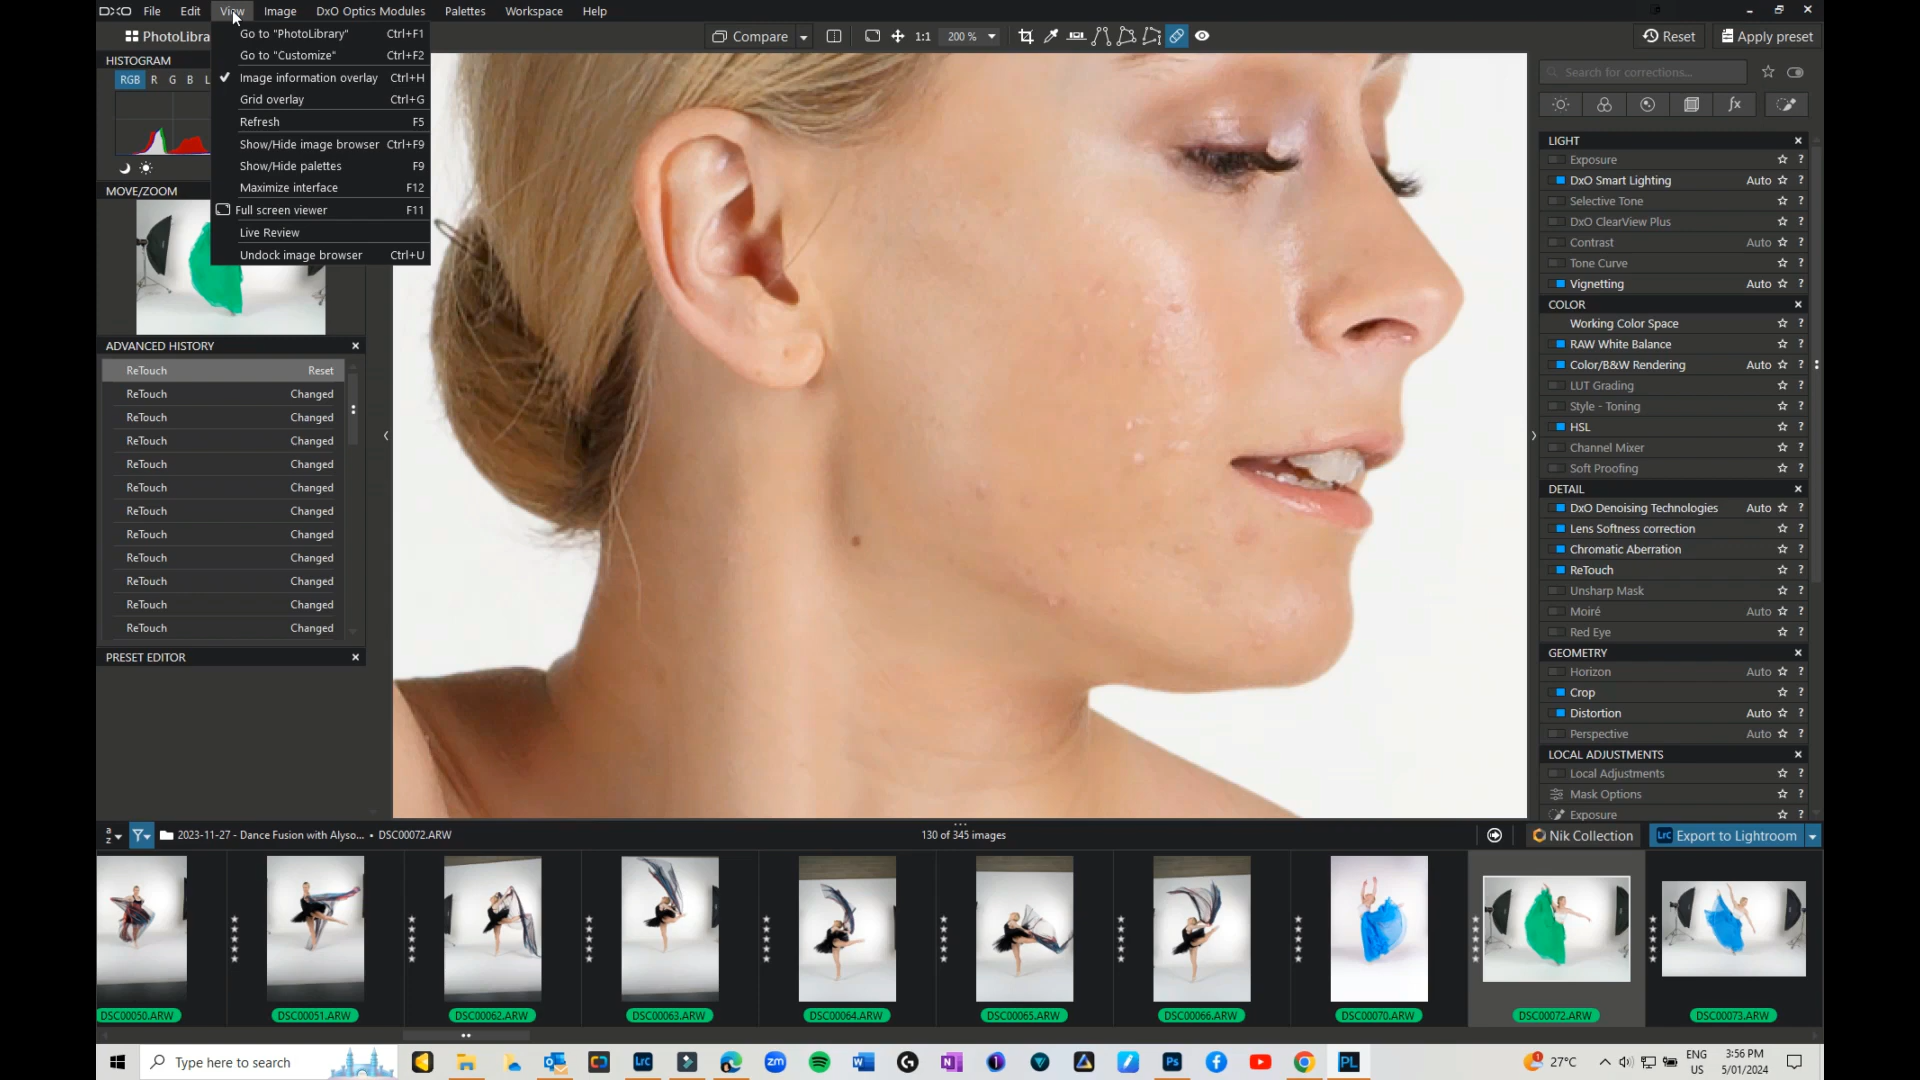 DXO File Edit View Image DxO Optics Modules Palettes Workspace Help
PhotoLibra Compare 1:1 200 % Reset Apply preset
Go to "PhotoLibrary" Ctrl+F1
Go to "Customize" Ctrl+F2
Image information overlay Ctrl+H
Grid overlay Ctrl+G
Refresh F5
Show/Hide image browser Ctrl+F9
Show/Hide palettes F9
Maximize interface F12
Full screen viewer F11
Live Review
Undock image browser Ctrl+U
HISTOGRAM
RGB R G B L
MOVE/ZOOM
ADVANCED HISTORY
ReTouch Reset
ReTouch Changed
ReTouch Changed
ReTouch Changed
ReTouch Changed
ReTouch Changed
ReTouch Changed
ReTouch Changed
ReTouch Changed
ReTouch Changed
ReTouch Changed
ReTouch Changed
PRESET EDITOR
Search for corrections...
fx
LIGHT
Exposure ?
DxO Smart Lighting Auto ?
Selective Tone ?
DxO ClearView Plus ?
Contrast Auto ?
Tone Curve ?
Vignetting Auto ?
COLOR
Working Color Space ?
RAW White Balance ?
Color/B&W Rendering Auto ?
LUT Grading ?
Style - Toning ?
HSL ?
Channel Mixer ?
Soft Proofing ?
DETAIL
DxO Denoising Technologies Auto ?
Lens Softness correction ?
Chromatic Aberration ?
ReTouch ?
Unsharp Mask ?
Moiré Auto ?
Red Eye ?
GEOMETRY
Horizon Auto ?
Crop ?
Distortion Auto ?
Perspective Auto ?
LOCAL ADJUSTMENTS
Local Adjustments ?
Mask Options ?
Exposure ?
a z 2023-11-27 - Dance Fusion with Alyso... • DSC00072.ARW 130 of 345 images Nik Collection Lrc Export to Lightroom
DSC00050.ARW DSC00051.ARW DSC00062.ARW DSC00063.ARW DSC00064.ARW DSC00065.ARW DSC00066.ARW DSC00070.ARW DSC00072.ARW DSC00073.ARW
Type here to search Lrc zm Ps PL 27°C ENG US 3:56 PM 5/01/2024